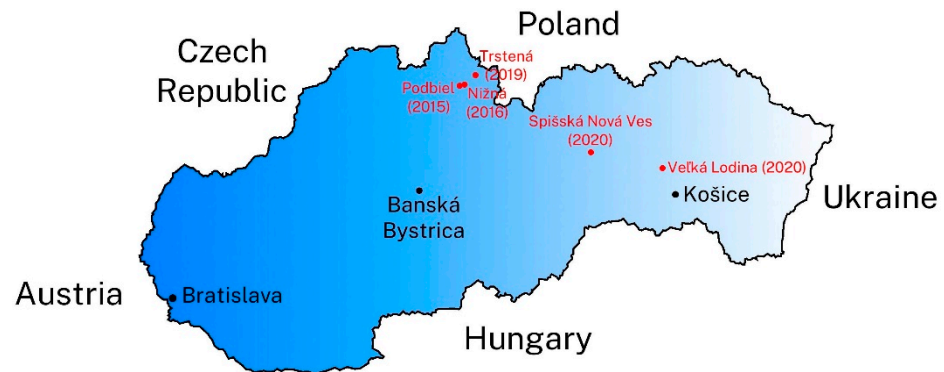 Poland
Czech
Republic
Trstená
(2019)
Podbiel
(2015)
Nižná
(2016)
Spišská Nová Ves
(2020)
Veľká Lodina (2020)
Banská
Bystrica
Košice
Ukraine
Austria
Bratislava
Hungary